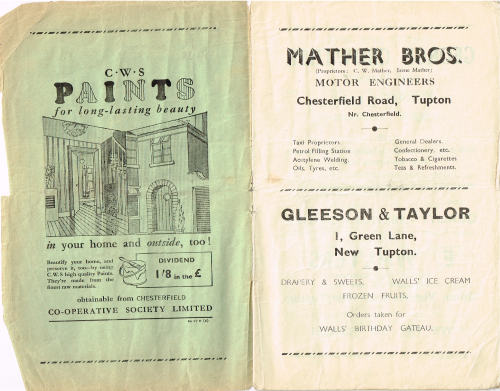 C·W·S
PAINTS
for long-lasting beauty
in your home and outside, too!
Beautify your home, and
preserve it, too—by using
C.W.S high quality Paints.
They're made from the
finest raw materials.
DIVIDEND
1/8 in the £
obtainable from CHESTERFIELD
CO-OPERATIVE SOCIETY LIMITED
MATHER BROS.
(Proprietors: C. W. Mather, Mather)
MOTOR ENGINEERS
Chesterfield Road, Tupton
Nr. Chesterfield.
Taxi Proprietors.
Petrol Filling Station
Acetylene Welding.
Oils, Tyres, etc.
General Dealers.
Confectionery, etc.
Tobacco & Cigarettes
Teas & Refreshments.
GLEESON & TAYLOR
1, Green Lane,
New Tupton.
DRAPERY & SWEETS. WALLS' ICE CREAM
FROZEN FRUITS.
Orders taken for
WALLS' BIRTHDAY GATEAU.